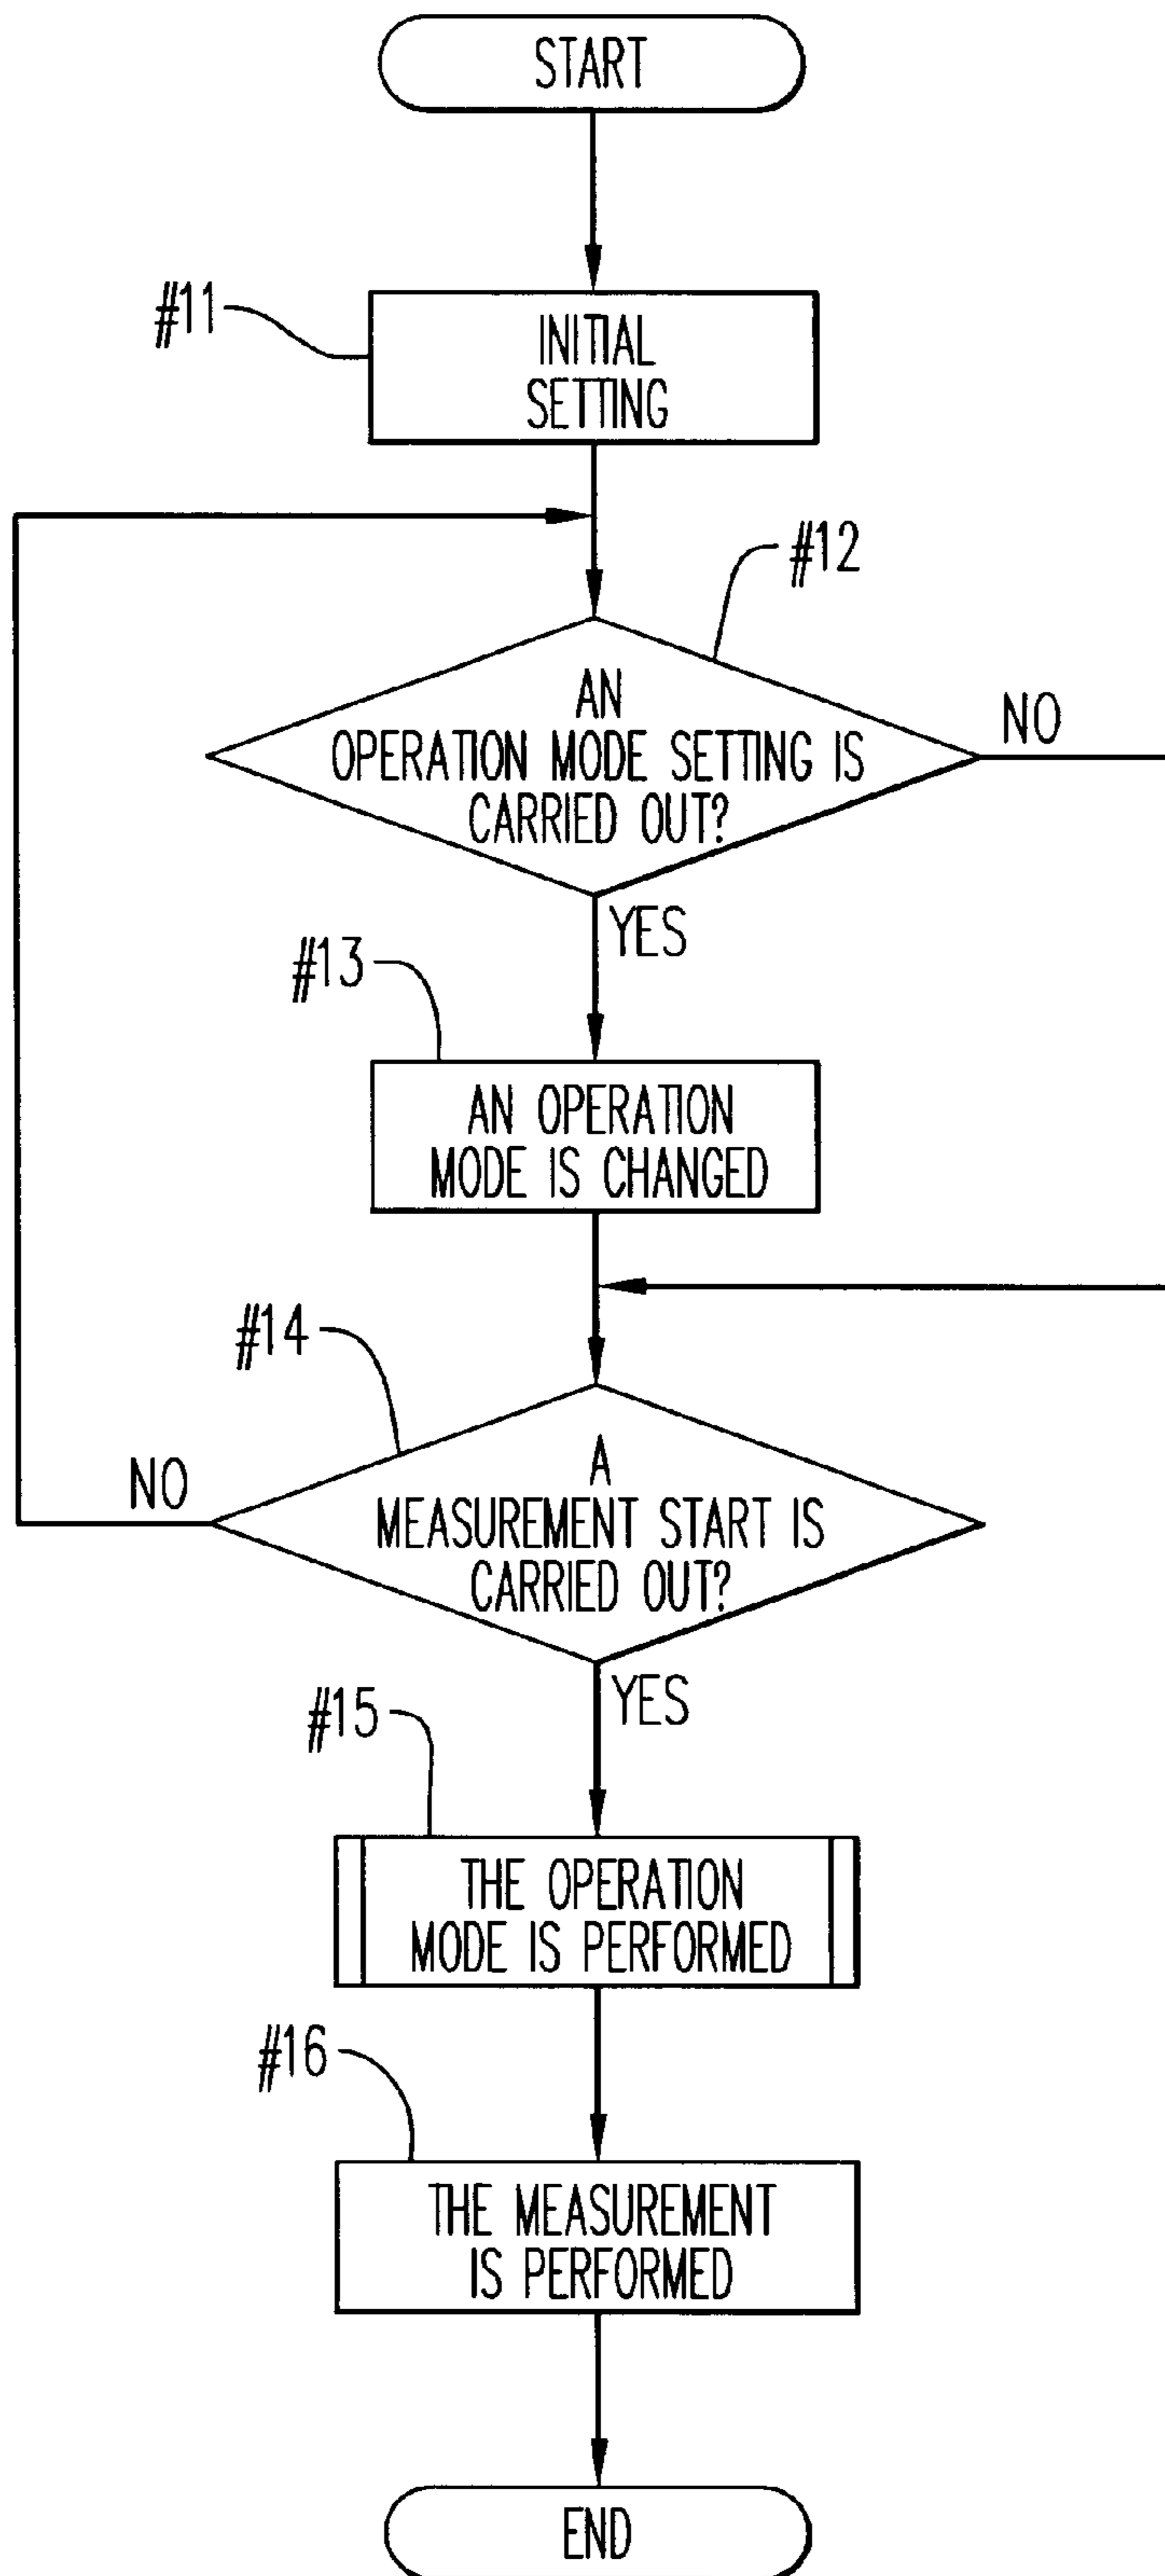 START
#11
INITIAL
SETTING
#12
AN
OPERATION MODE SETTING IS
CARRIED OUT?
NO
YES
#13
AN OPERATION
MODE IS CHANGED
#14
A
MEASUREMENT START IS
CARRIED OUT?
NO
YES
#15
THE OPERATION
MODE IS PERFORMED
#16
THE MEASUREMENT
IS PERFORMED
END